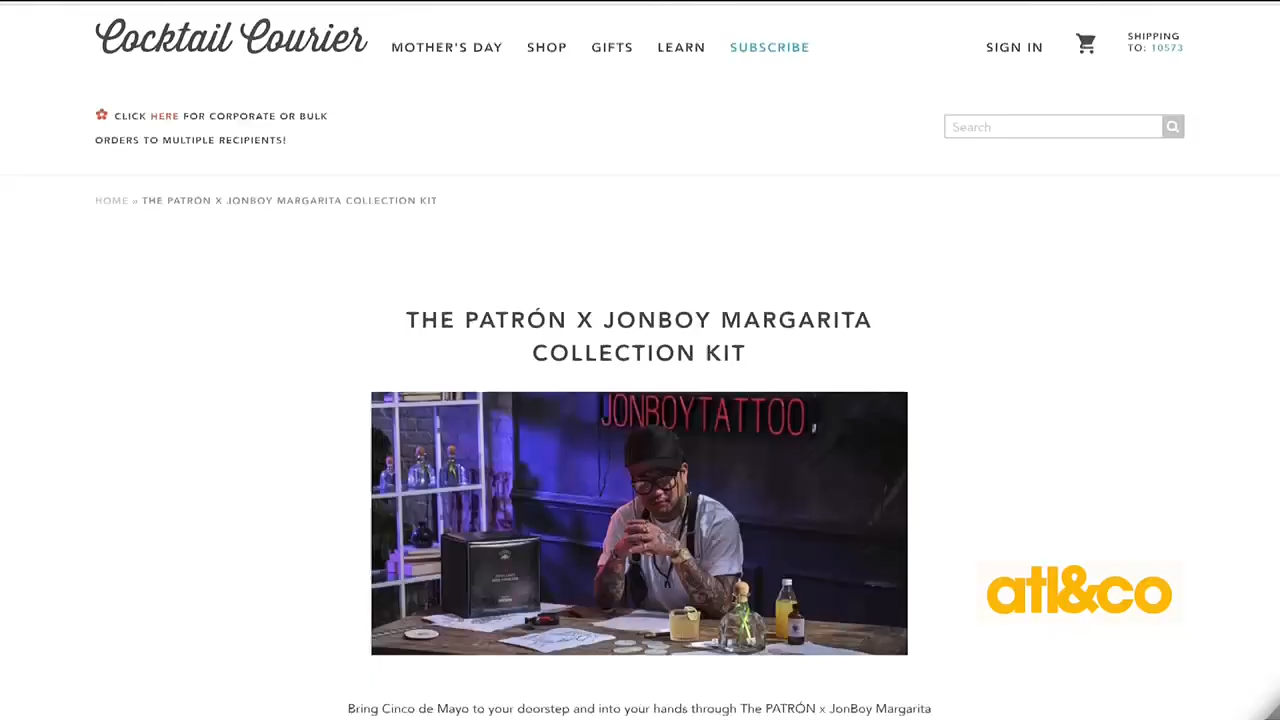 Cocktail Courier
MOTHER'S DAY SHOP GIFTS LEARN SUBSCRIBE
SIGN IN
SHIPPING
TO: 10573
CLICK HERE FOR CORPORATE OR BULK
ORDERS TO MULTIPLE RECIPIENTS!
Search
HOME » THE PATRÓN X JONBOY MARGARITA COLLECTION KIT
THE PATRÓN X JONBOY MARGARITA
COLLECTION KIT
JONBOYTATTOO
atl&co
Bring Cinco de Mayo to your doorstep and into your hands through The PATRÓN x JonBoy Margarita